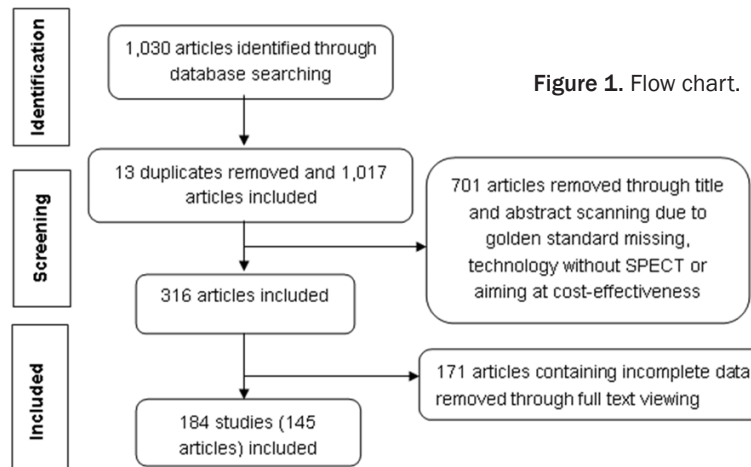 Identification
1,030 articles identified through
database searching
Figure 1. Flow chart.
Screening
13 duplicates removed and 1,017
articles included
701 articles removed through title
and abstract scanning due to
golden standard missing,
technology without SPECT or
aiming at cost-effectiveness
316 articles included
Included
171 articles containing incomplete data
removed through full text viewing
184 studies (145
articles) included